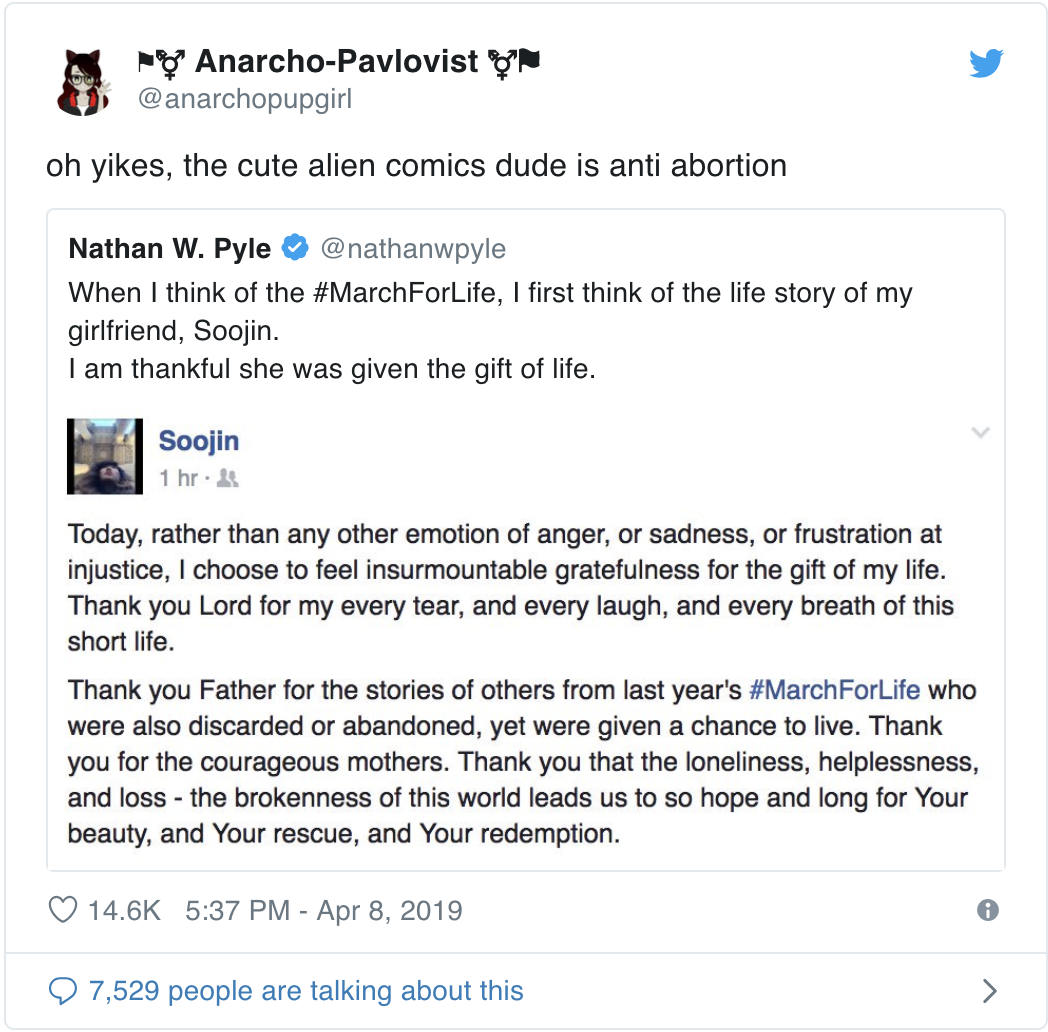 Anarcho-Pavlovist
@anarchopupgirl
oh yikes, the cute alien comics dude is anti abortion
Nathan W. Pyle @nathanwpyle
When I think of the #MarchForLife, I first think of the life story of my
girlfriend, Soojin.
I am thankful she was given the gift of life.
Soojin
1 hr ·
Today, rather than any other emotion of anger, or sadness, or frustration at
injustice, I choose to feel insurmountable gratefulness for the gift of my life.
Thank you Lord for my every tear, and every laugh, and every breath of this
short life.
Thank you Father for the stories of others from last year's #MarchForLife who
were also discarded or abandoned, yet were given a chance to live. Thank
you for the courageous mothers. Thank you that the loneliness, helplessness,
and loss - the brokenness of this world leads us to so hope and long for Your
beauty, and Your rescue, and Your redemption.
14.6K 5:37 PM - Apr 8, 2019
7,529 people are talking about this